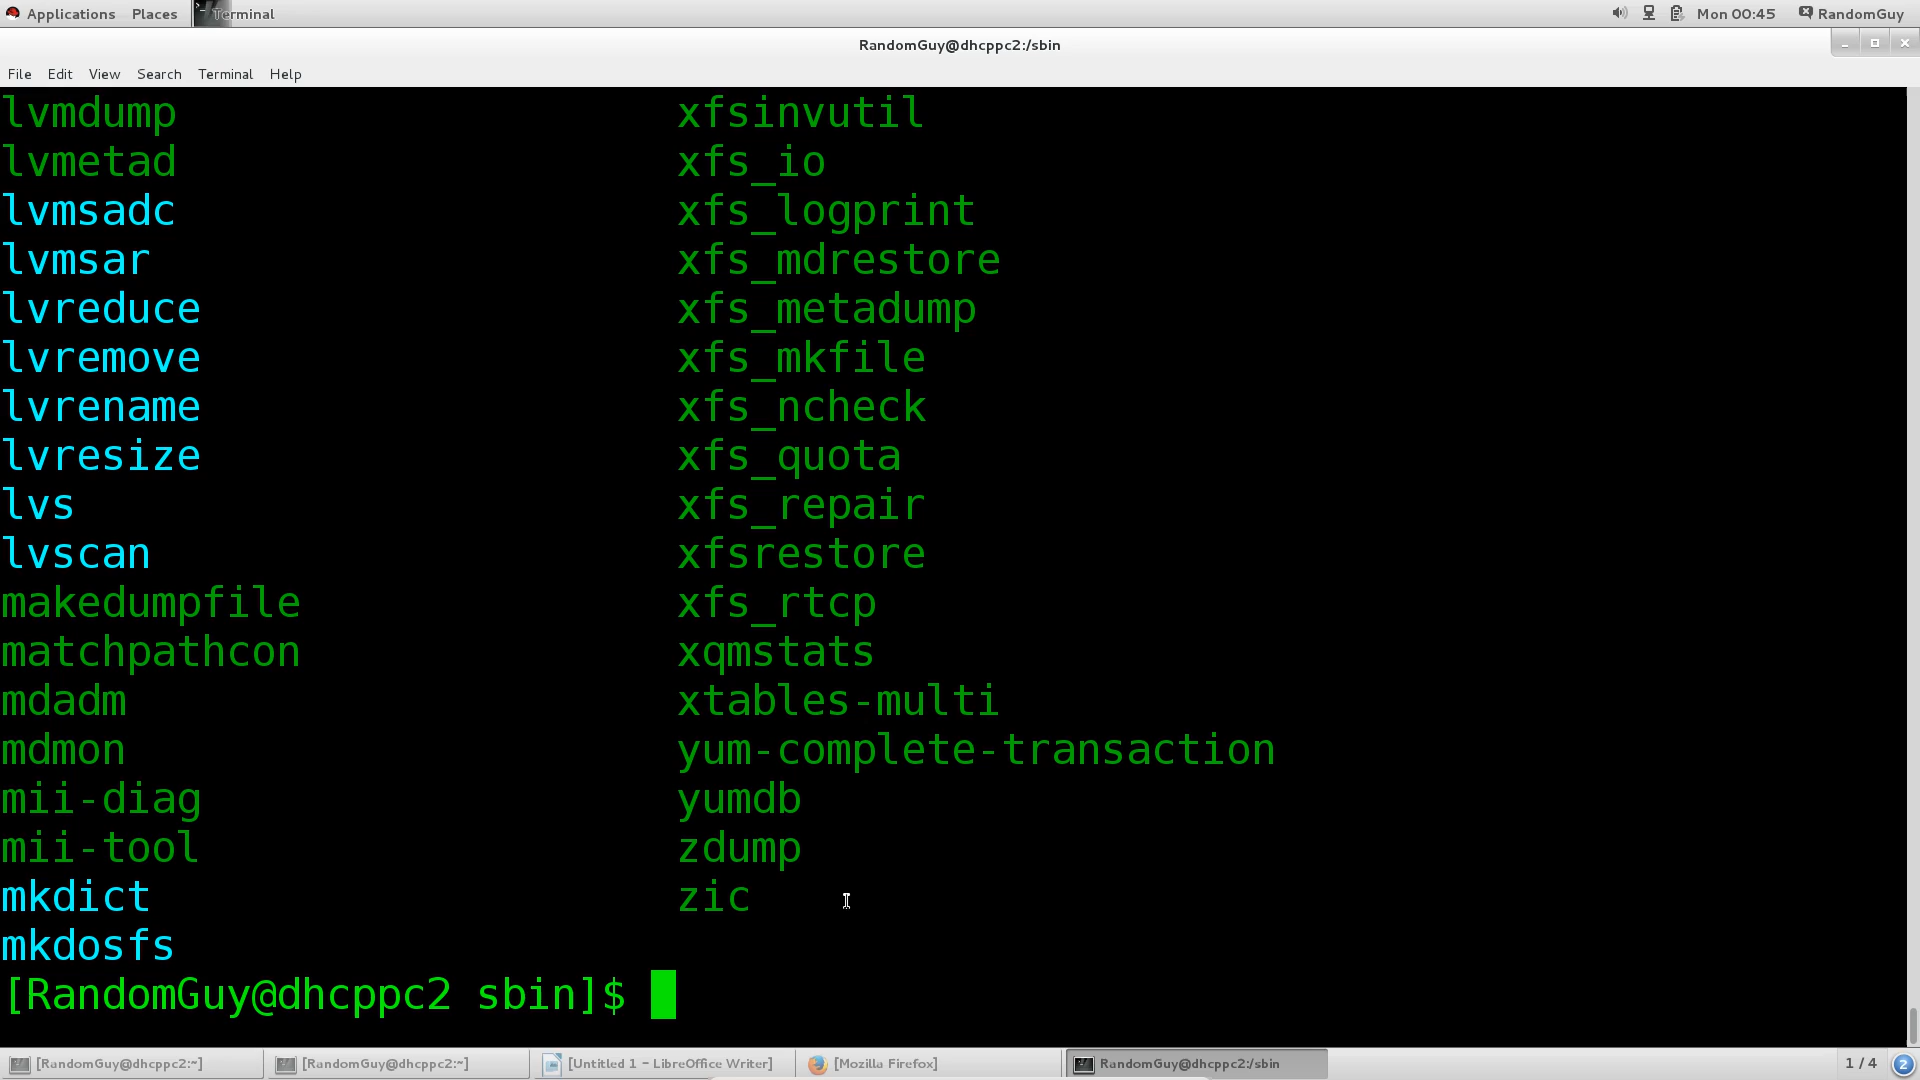 Applications Places Terminal Mon 00:45 RandomGuy
RandomGuy@dhcppc2:/sbin
File Edit View Search Terminal Help
lvmdump xfsinvutil
lvmetad xfs_io
lvmsadc xfs_logprint
lvmsar xfs_mdrestore
lvreduce xfs_metadump
lvremove xfs_mkfile
lvrename xfs_ncheck
lvresize xfs_quota
lvs xfs_repair
lvscan xfsrestore
makedumpfile xfs_rtcp
matchpathcon xqmstats
mdadm xtables-multi
mdmon yum-complete-transaction
mii-diag yumdb
mii-tool zdump
mkdict zic
mkdosfs
[RandomGuy@dhcppc2 sbin]$
[RandomGuy@dhcppc2:~] [RandomGuy@dhcppc2:~] [Untitled 1 - LibreOffice Writer] [Mozilla Firefox] RandomGuy@dhcppc2:/sbin 1 / 4 2